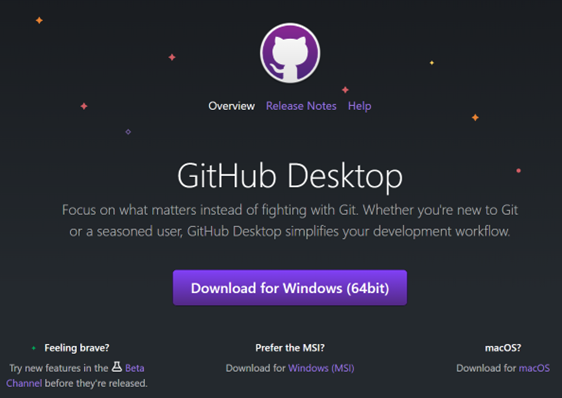 Overview Release Notes Help
GitHub Desktop
Focus on what matters instead of fighting with Git. Whether you're new to Git
or a seasoned user, GitHub Desktop simplifies your development workflow.
Download for Windows (64bit)
Feeling brave?
Try new features in the Beta
Channel before they're released.
Prefer the MSI?
Download for Windows (MSI)
macOS?
Download for macOS